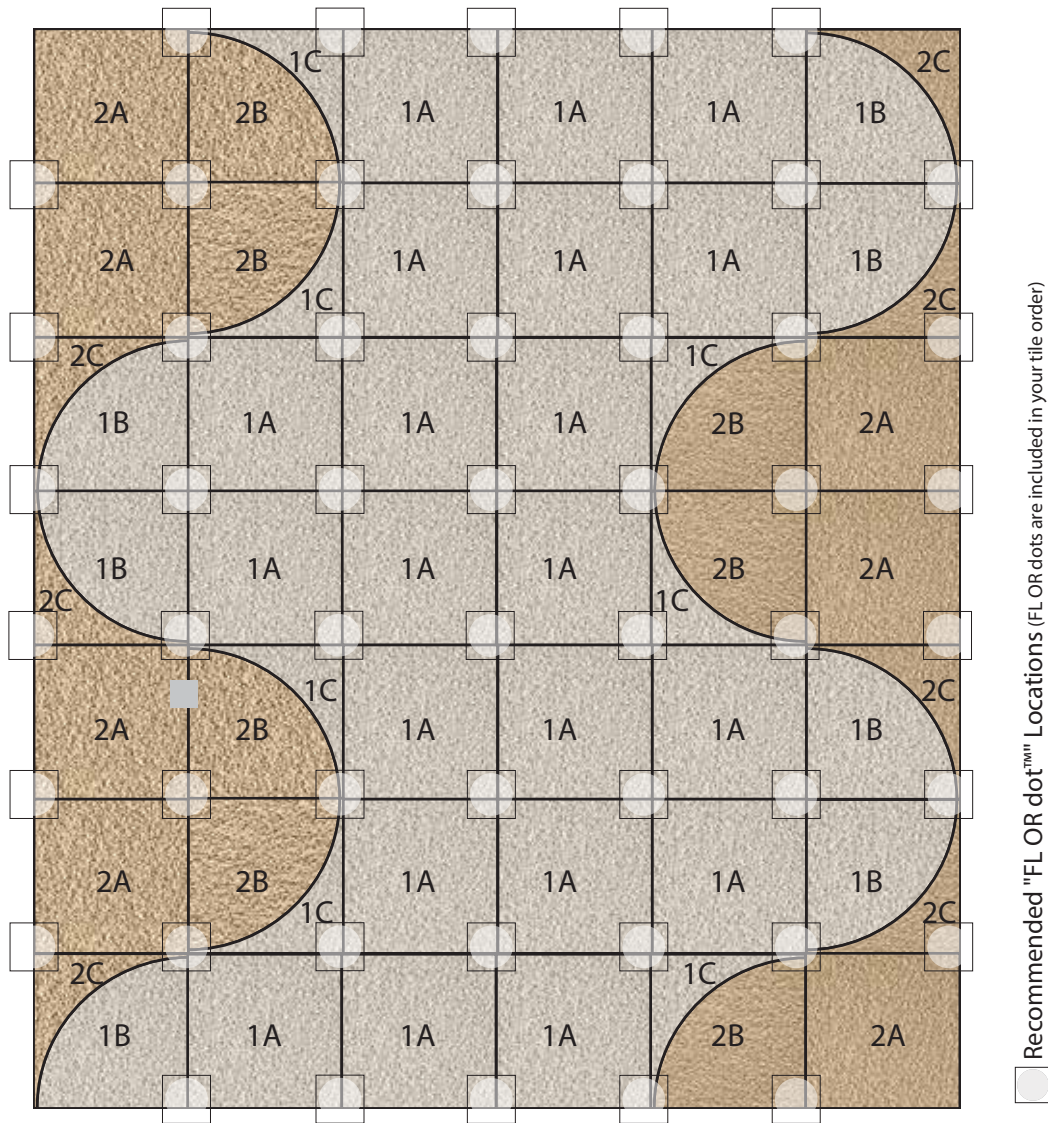 1C 2C
2A 2B 1A 1A 1A 1B
2A 2B 1A 1A 1A 1B
1C 2C
2C 1C
1B 1A 1A 1A 2B 2A
1B 1A 1A 1A 2B 2A
2C 1C
1C 2C
2A 2B 1A 1A 1A 1B
2A 2B 1A 1A 1A 1B
1C 2C
2C 1C
1B 1A 1A 1A 2B 2A
Recommended "FL OR dot™" Locations (FL OR dots are included in your tile order)